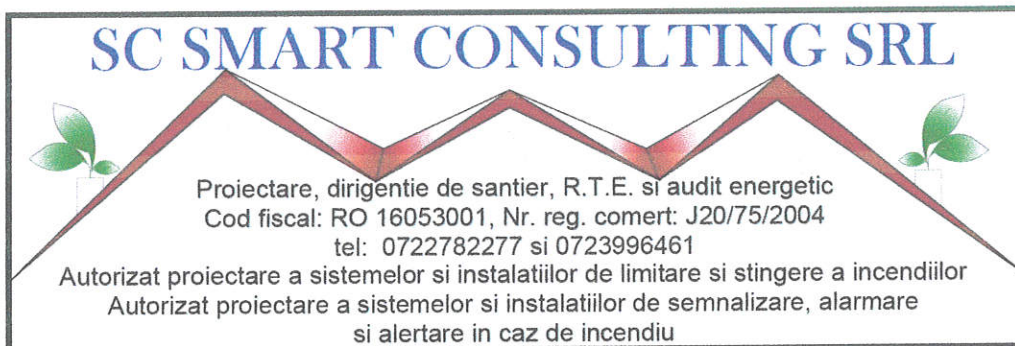 SC SMART CONSULTING SRL
Proiectare, dirigentie de santier, R.T.E. si audit energetic
Cod fiscal: RO 16053001, Nr. reg. comert: J20/75/2004
tel: 0722782277 si 0723996461
Autorizat proiectare a sistemelor si instalatiilor de limitare si stingere a incendiilor
Autorizat proiectare a sistemelor si instalatiilor de semnalizare, alarmare
si alertare in caz de incendiu